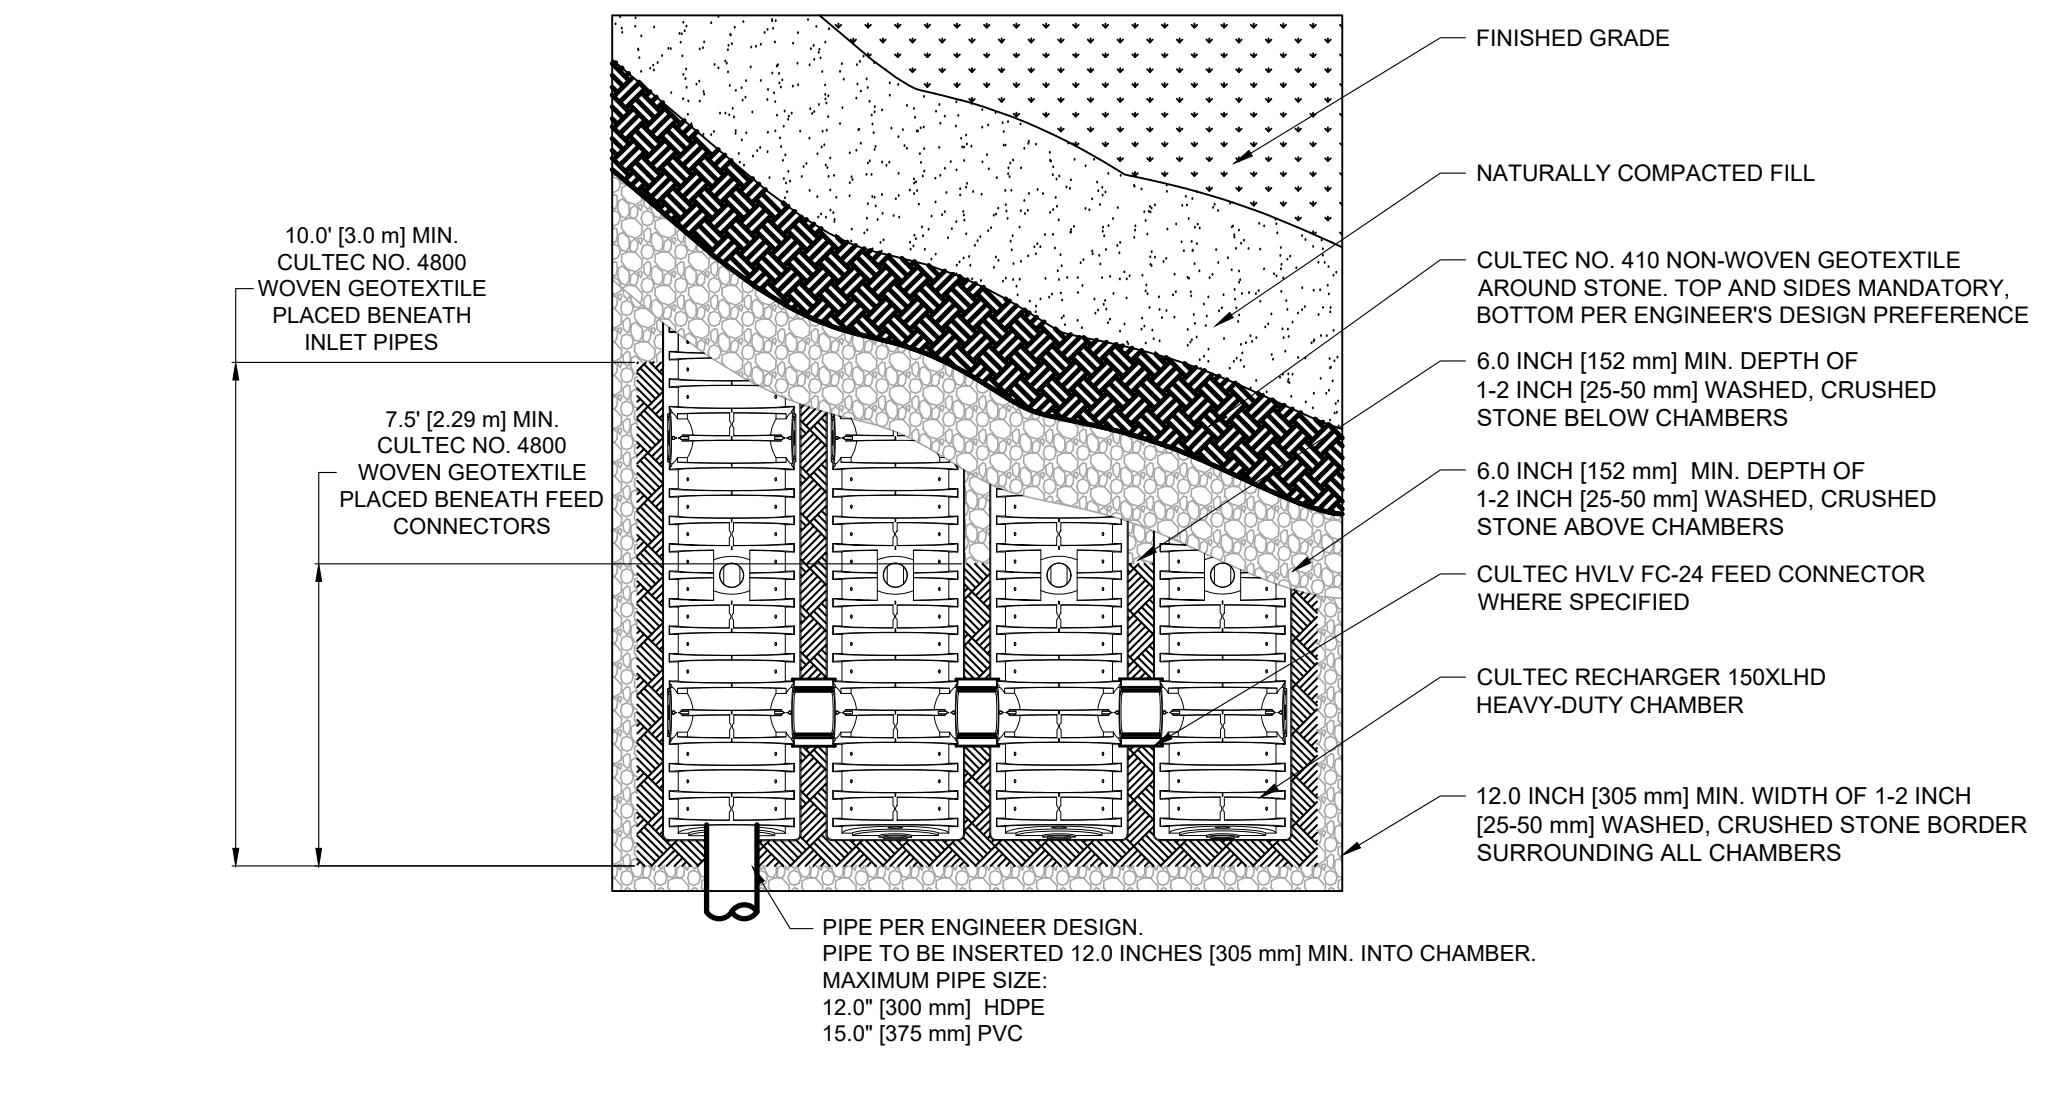 10.0' [3.0 m] MIN.
CULTEC NO. 4800
WOVEN GEOTEXTILE
PLACED BENEATH
INLET PIPES
7.5' [2.29 m] MIN.
CULTEC NO. 4800
WOVEN GEOTEXTILE
PLACED BENEATH FEED
CONNECTORS
FINISHED GRADE
NATURALLY COMPACTED FILL
CULTEC NO. 410 NON-WOVEN GEOTEXTILE
AROUND STONE. TOP AND SIDES MANDATORY,
BOTTOM PER ENGINEER'S DESIGN PREFERENCE
6.0 INCH [152 mm] MIN. DEPTH OF
1-2 INCH [25-50 mm] WASHED, CRUSHED
STONE BELOW CHAMBERS
6.0 INCH [152 mm] MIN. DEPTH OF
1-2 INCH [25-50 mm] WASHED, CRUSHED
STONE ABOVE CHAMBERS
CULTEC HVLV FC-24 FEED CONNECTOR
WHERE SPECIFIED
CULTEC RECHARGER 150XLHD
HEAVY-DUTY CHAMBER
12.0 INCH [305 mm] MIN. WIDTH OF 1-2 INCH
[25-50 mm] WASHED, CRUSHED STONE BORDER
SURROUNDING ALL CHAMBERS
PIPE PER ENGINEER DESIGN.
PIPE TO BE INSERTED 12.0 INCHES [305 mm] MIN. INTO CHAMBER.
MAXIMUM PIPE SIZE:
12.0" [300 mm] HDPE
15.0" [375 mm] PVC